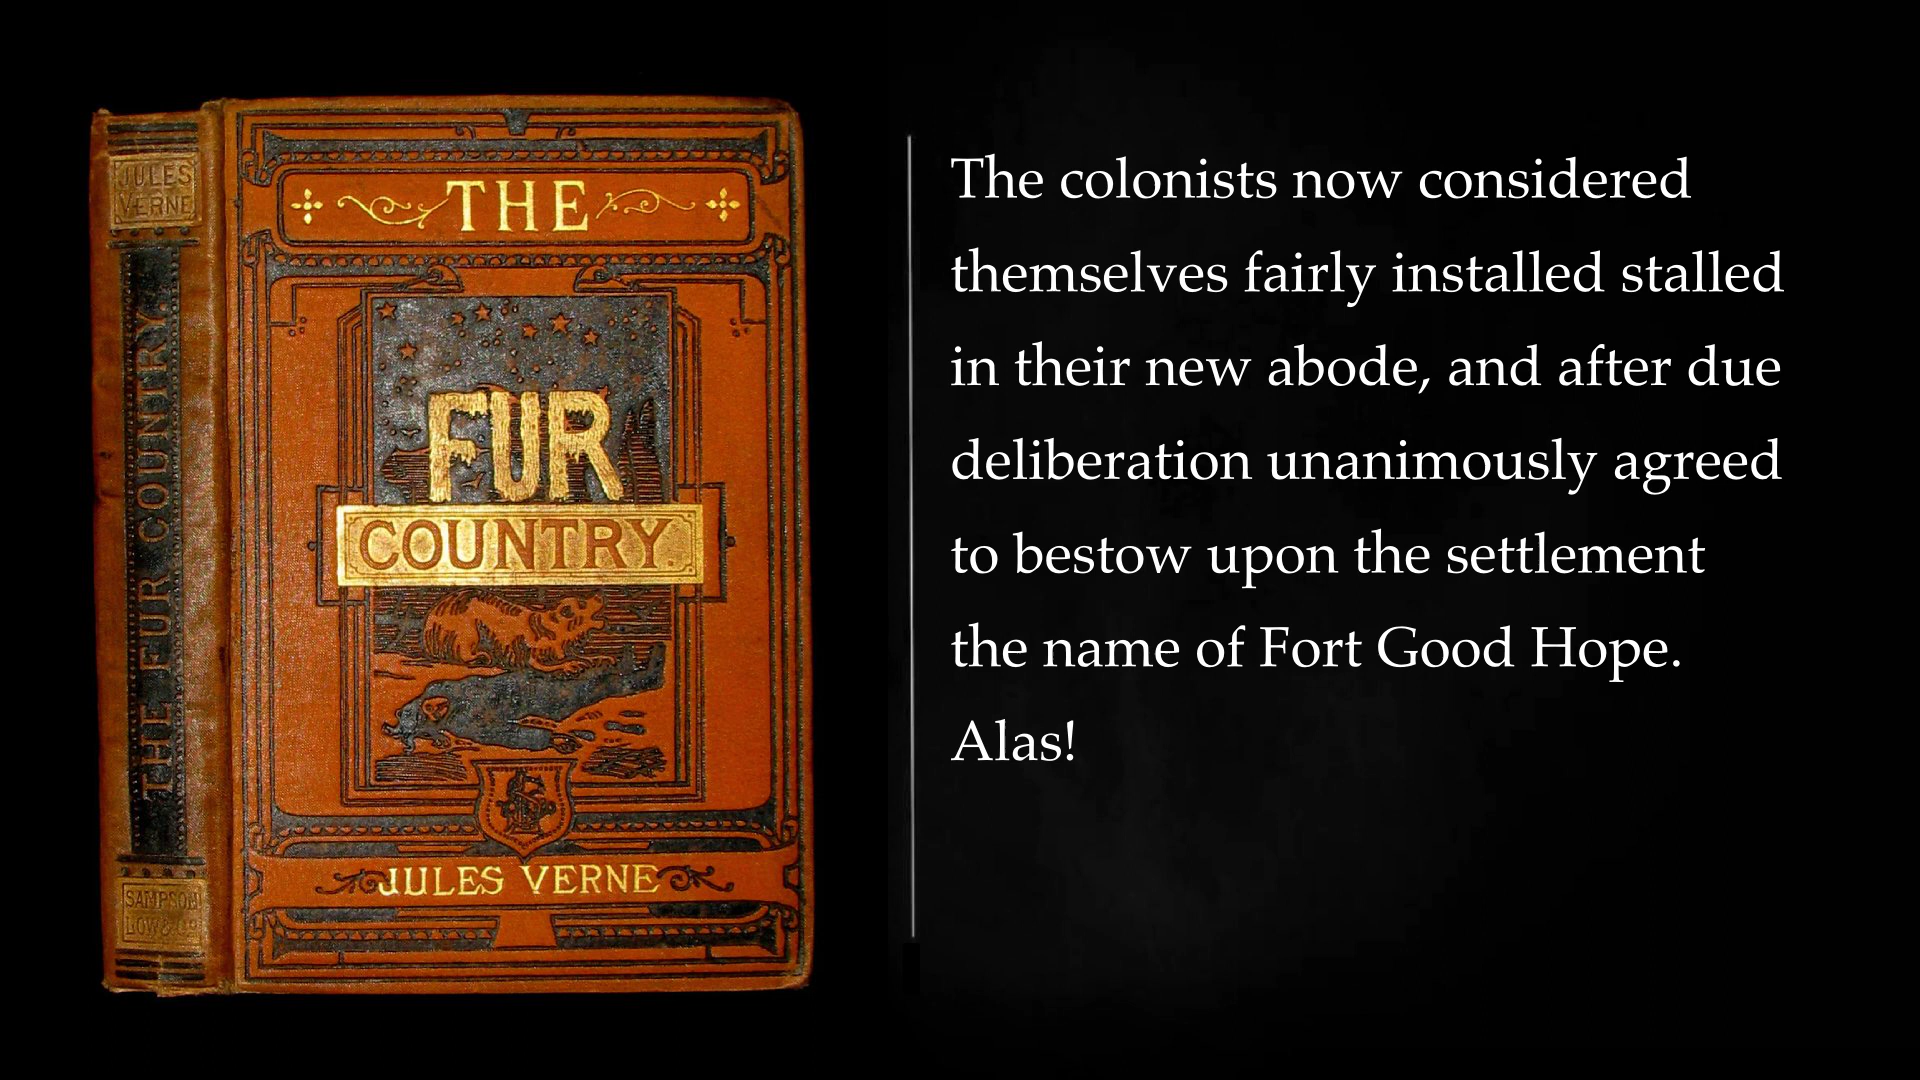 JULES
VERNE
THE FUR COUNTRY.
SAMPSON
LOW & Co
THE
FUR
COUNTRY.
JULES VERNE
The colonists now considered
themselves fairly installed stalled
in their new abode, and after due
deliberation unanimously agreed
to bestow upon the settlement
the name of Fort Good Hope.
Alas!